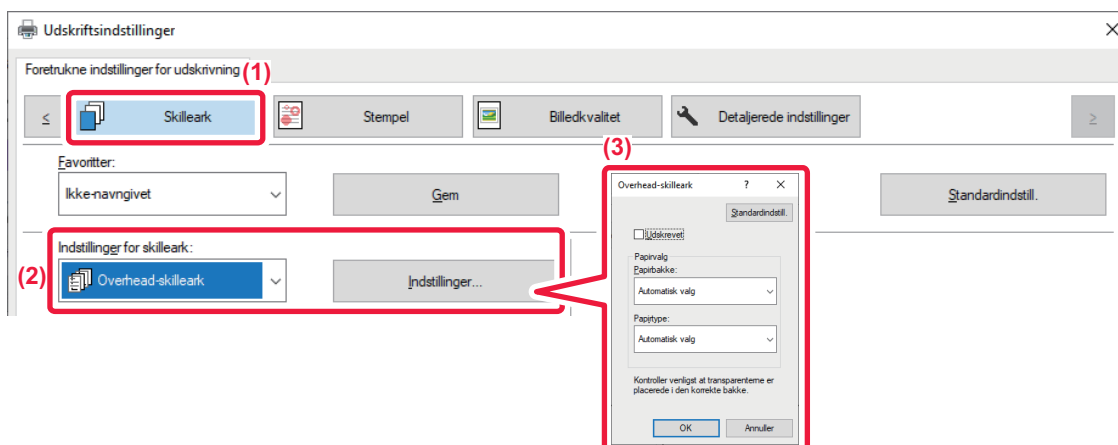 Udskriftsindstillinger
Foretrukne indstillinger for udskrivning
(1)
<
Skilleark
Stempel
Billedkvalitet
Detaljerede indstillinger
>
Favoritter:
Ikke-navngivet
Gem
Standardindstill.
(2)
Indstillinger for skilleark:
Overhead-skilleark
Indstillinger...
(3)
Overhead-skilleark
?
Standardindstill.
Udskrevet
Papirvalg
Papirbakke:
Automatisk valg
Papirtype:
Automatisk valg
Kontroller venligst at transparenterne er
placerede i den korrekte bakke.
OK
Annuller